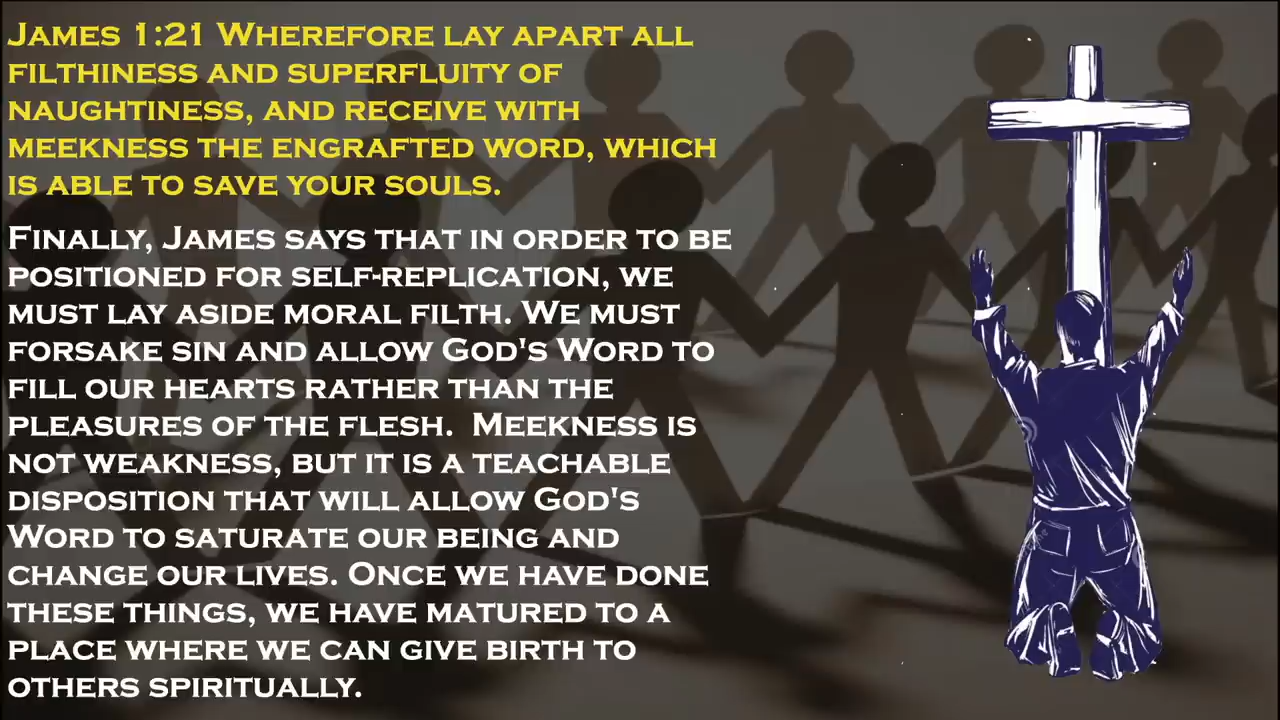 James 1:21 Wherefore lay apart all
filthiness and superfluity of
naughtiness, and receive with
meekness the engrafted word, which
is able to save your souls.
Finally, James says that in order to be
positioned for self-replication, we
must lay aside moral filth. We must
forsake sin and allow God's Word to
fill our hearts rather than the
pleasures of the flesh.  Meekness is
not weakness, but it is a teachable
disposition that will allow God's
Word to saturate our being and
change our lives. Once we have done
these things, we have matured to a
place where we can give birth to
others spiritually.